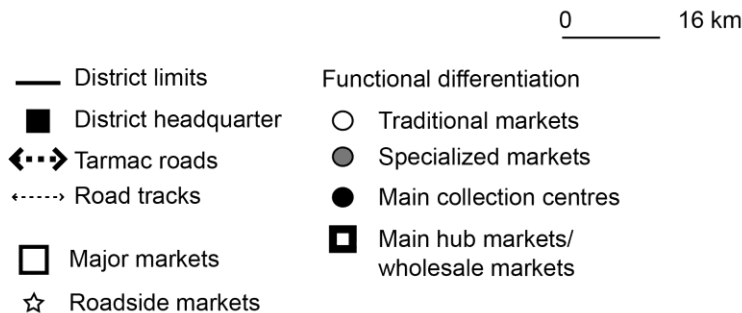 0 16 km
District limits
District headquarter
Tarmac roads
Road tracks
Major markets
Roadside markets
Functional differentiation
Traditional markets
Specialized markets
Main collection centres
Main hub markets/
wholesale markets